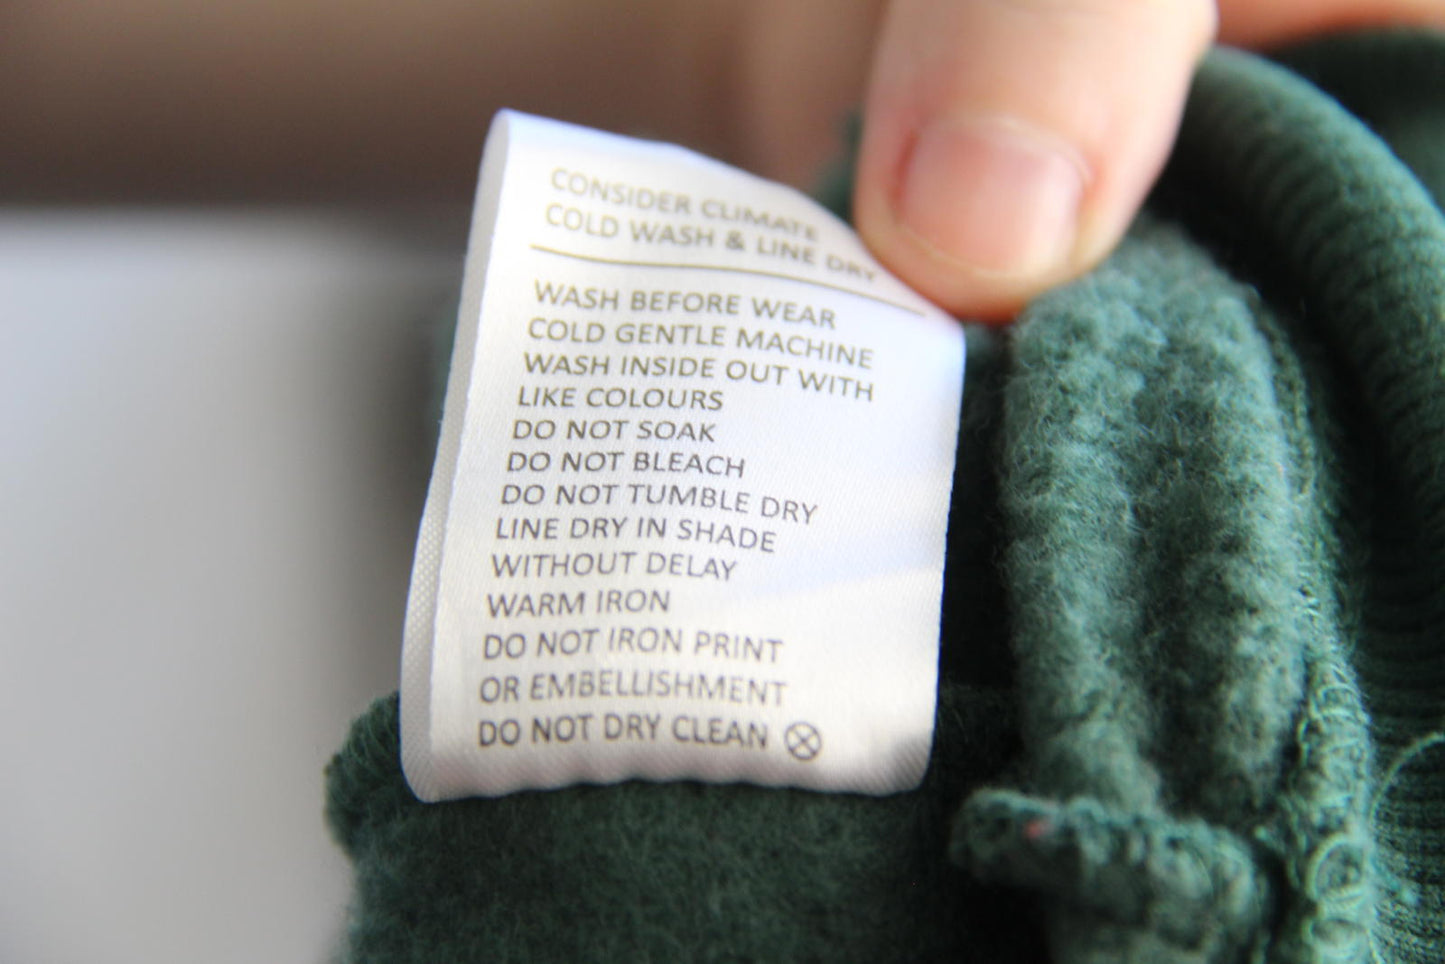 CONSIDER CLIMATE
COLD WASH & LINE DRY
WASH BEFORE WEAR
COLD GENTLE MACHINE
WASH INSIDE OUT WITH
LIKE COLOURS
DO NOT SOAK
DO NOT BLEACH
DO NOT TUMBLE DRY
LINE DRY IN SHADE
WITHOUT DELAY
WARM IRON
DO NOT IRON PRINT
OR EMBELLISHMENT
DO NOT DRY CLEAN